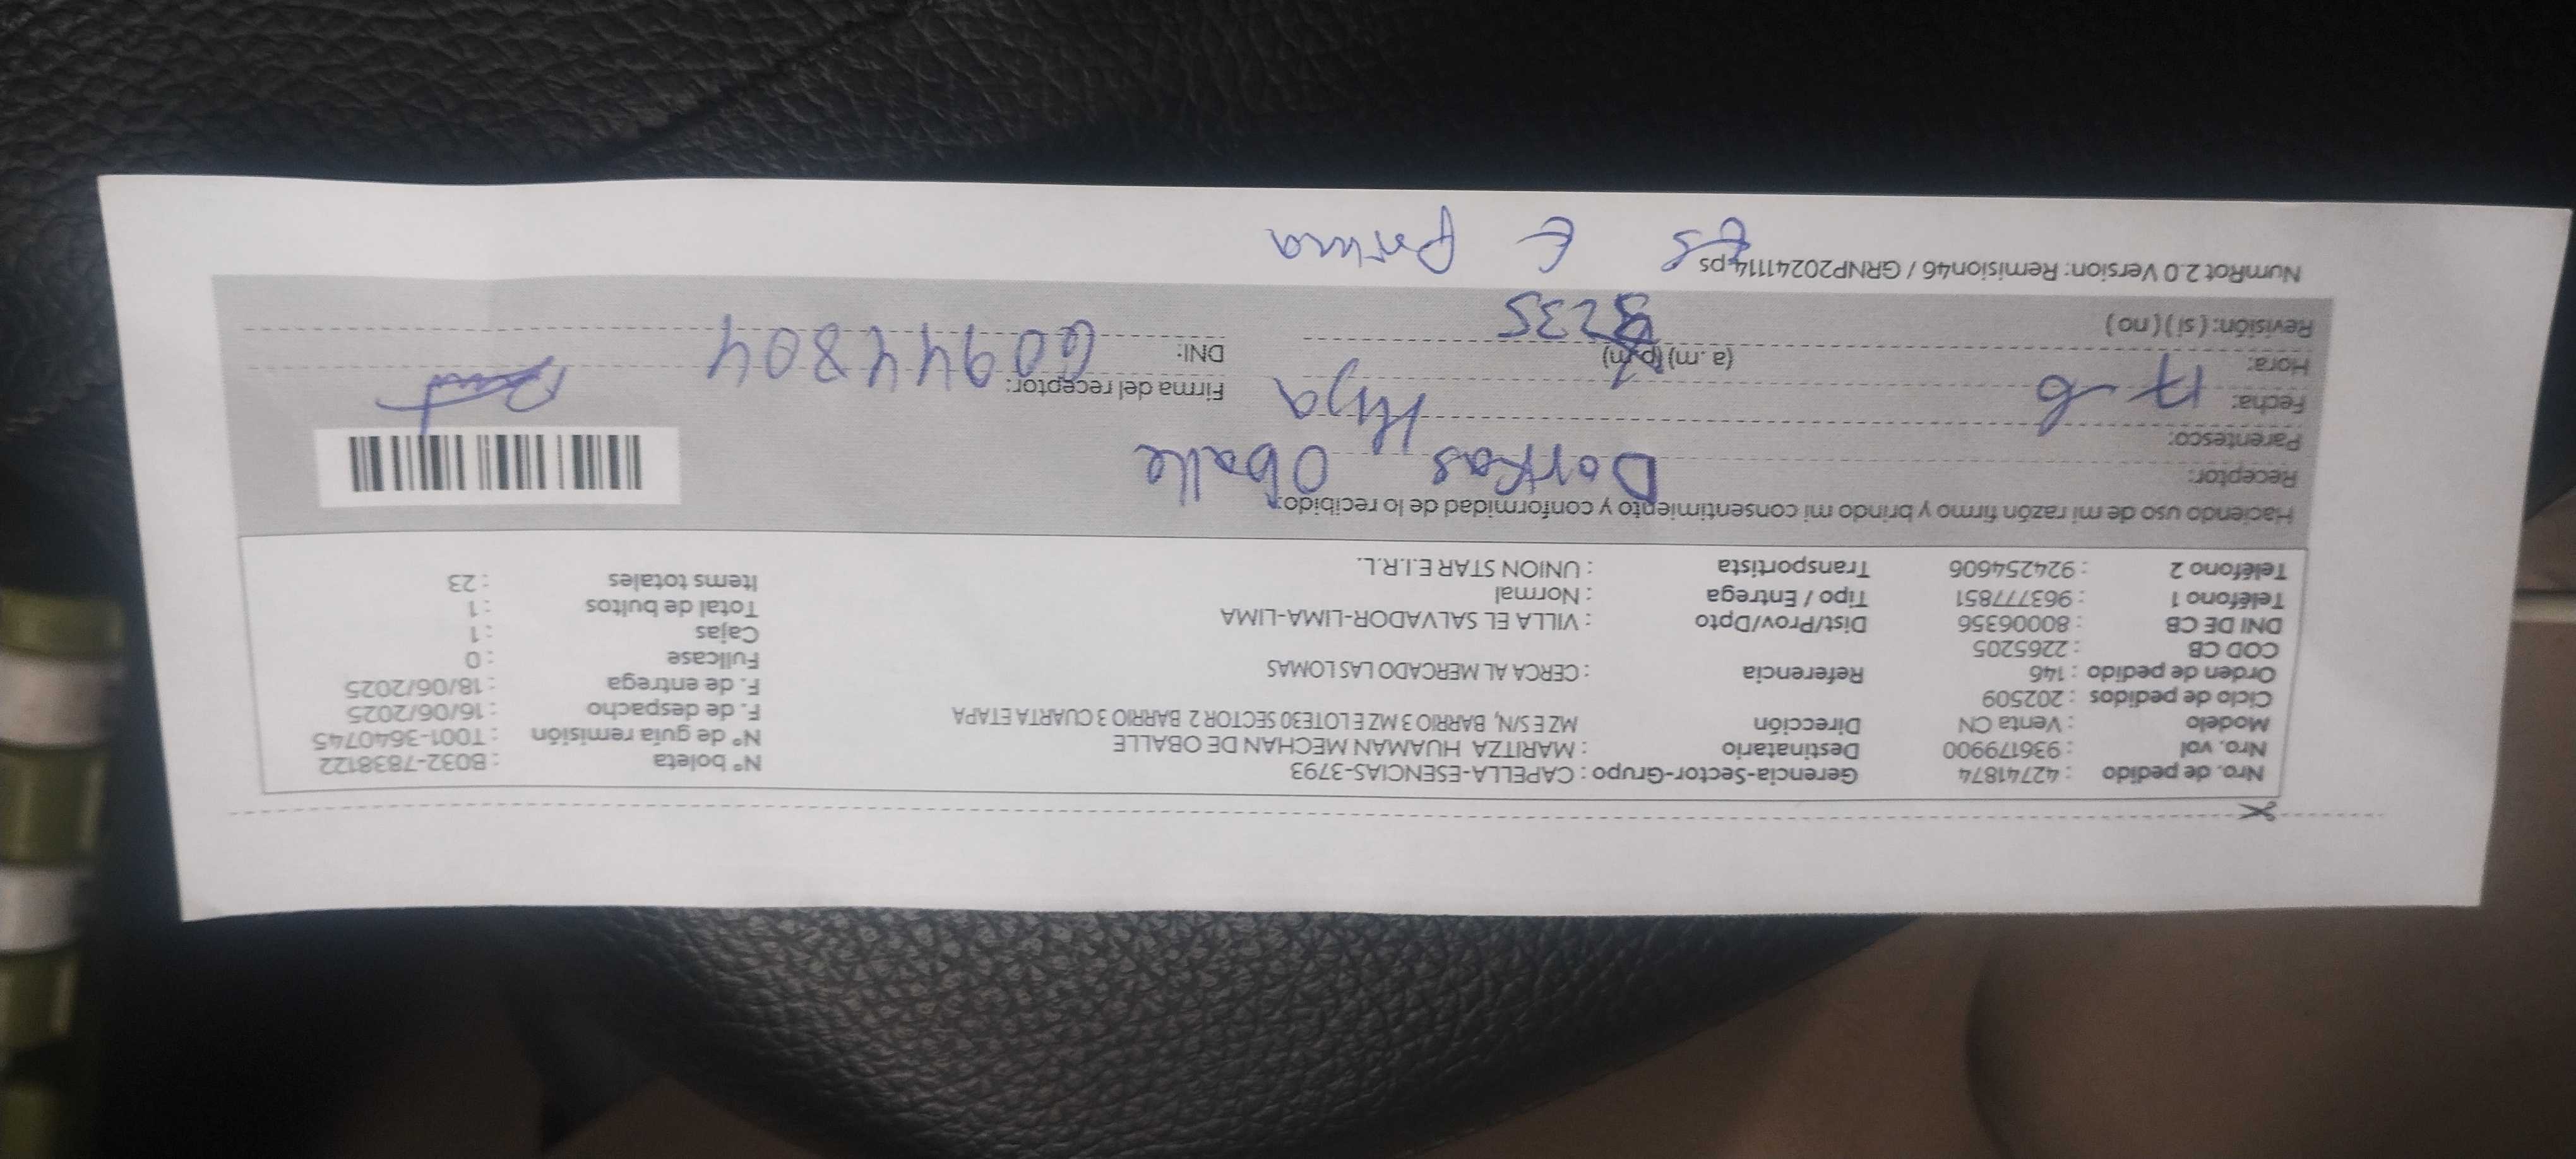 Nro. de pedido : 42741874 Gerencia-Sector-Grupo : CAPELLA-ESENCIAS-3793 N° boleta : B032-7838122
Nro. vol : 936179900 Destinatario : MARITZA HUAMAN MECHAN DE OBALLE N° de guía remisión : T001-3640745
Modelo : Venta CN Dirección MZ E S/N, BARRIO 3 MZ E LOTE30 SECTOR 2 BARRIO 3 CUARTA ETAPA F. de despacho : 16/06/2025
Ciclo de pedidos : 202509 F. de entrega : 18/06/2025
Orden de pedido : 146 Referencia : CERCA AL MERCADO LAS LOMAS Fullcase : 0
COD CB : 2265205 Cajas : 1
DNI DE CB : 80006356 Dist/Prov/Dpto : VILLA EL SALVADOR-LIMA-LIMA Total de bultos : 1
Teléfono 1 : 963777851 Tipo / Entrega : Normal Items totales : 23
Teléfono 2 : 924254606 Transportista : UNION STAR E.I.R.L.
Haciendo uso de mi razón firmo y brindo mi consentimiento y conformidad de lo recibido:
Receptor: Dorkas Oballe
Parentesco: Hija
Fecha: 17-6 Firma del receptor:
Hora: (a. m) (p. m) DNI: 60944804
Revisión: ( si ) ( no ) 3235
NumRot 2.0 Version: Remision46 / GRNP20241114.ps
E